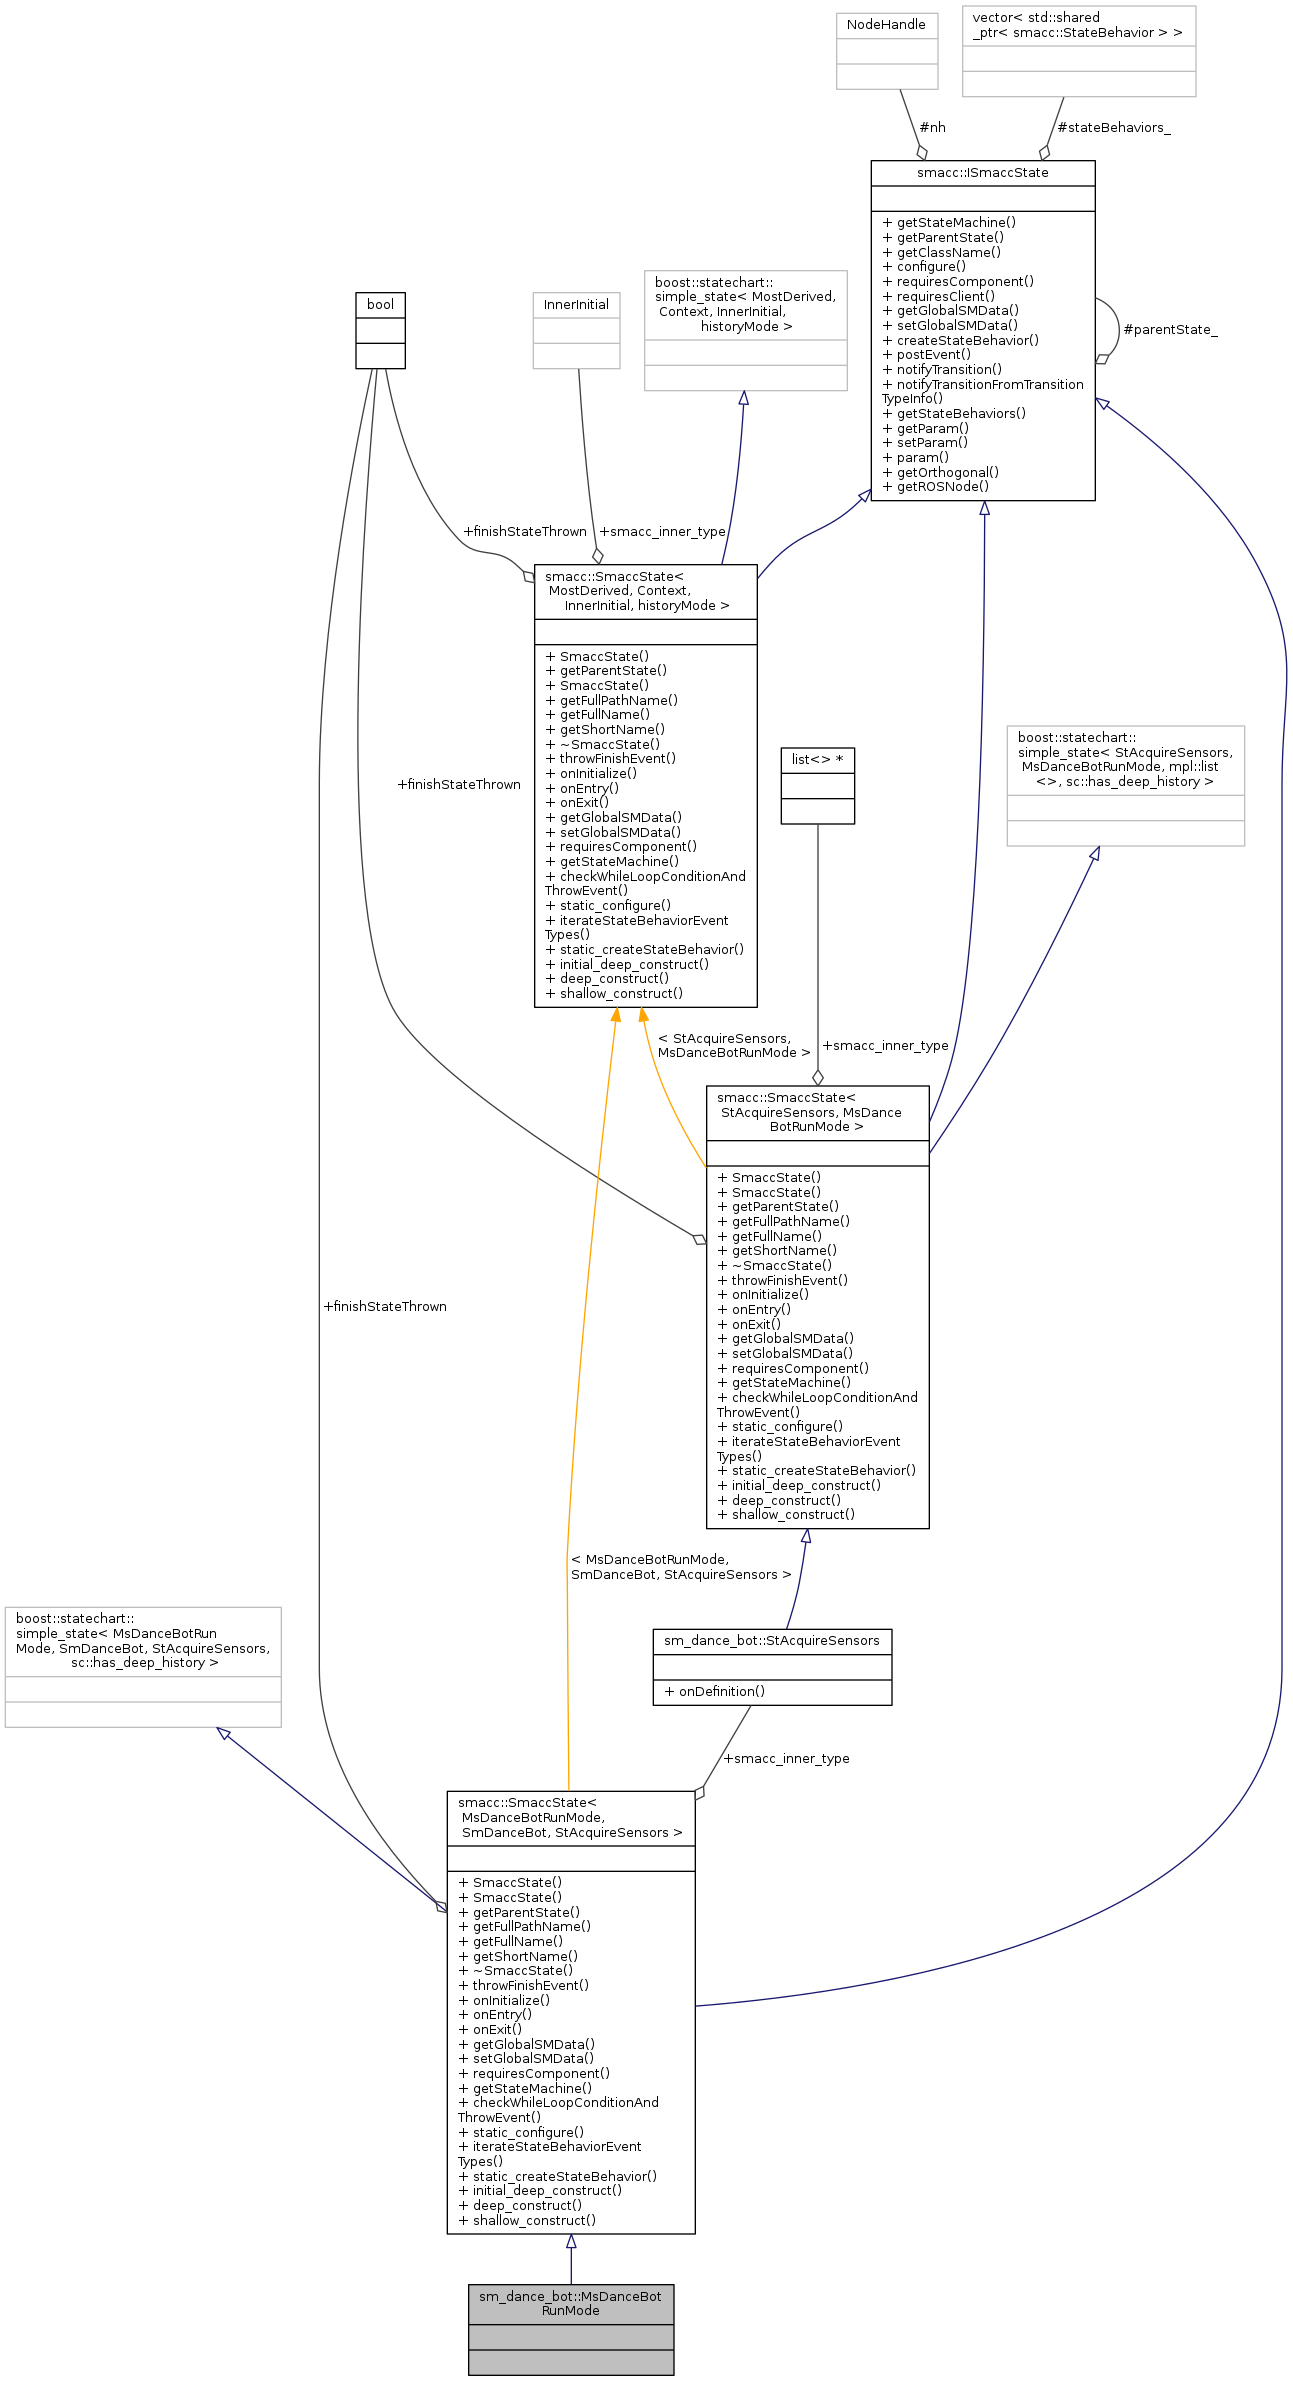 NodeHandle
vector< std::shared
_ptr< smacc::StateBehavior > >
#nh
#stateBehaviors_
smacc::ISmaccState
+ getStateMachine()
+ getParentState()
+ getClassName()
+ configure()
+ requiresComponent()
+ requiresClient()
+ getGlobalSMData()
+ setGlobalSMData()
+ createStateBehavior()
+ postEvent()
+ notifyTransition()
+ notifyTransitionFromTransition
TypeInfo()
+ getStateBehaviors()
+ getParam()
+ setParam()
+ param()
+ getOrthogonal()
+ getROSNode()
#parentState_
boost::statechart::
simple_state< MostDerived,
Context, InnerInitial,
historyMode >
bool
InnerInitial
+finishStateThrown
+smacc_inner_type
smacc::SmaccState<
MostDerived, Context,
InnerInitial, historyMode >
+ SmaccState()
+ getParentState()
+ SmaccState()
+ getFullPathName()
+ getFullName()
+ getShortName()
+ ~SmaccState()
+ throwFinishEvent()
+ onInitialize()
+ onEntry()
+ onExit()
+ getGlobalSMData()
+ setGlobalSMData()
+ requiresComponent()
+ getStateMachine()
+ checkWhileLoopConditionAnd
ThrowEvent()
+ static_configure()
+ iterateStateBehaviorEvent
Types()
+ static_createStateBehavior()
+ initial_deep_construct()
+ deep_construct()
+ shallow_construct()
+finishStateThrown
list<> *
boost::statechart::
simple_state< StAcquireSensors,
MsDanceBotRunMode, mpl::list
<>, sc::has_deep_history >
< StAcquireSensors,
MsDanceBotRunMode >
+smacc_inner_type
smacc::SmaccState<
StAcquireSensors, MsDance
BotRunMode >
+ SmaccState()
+ SmaccState()
+ getParentState()
+ getFullPathName()
+ getFullName()
+ getShortName()
+ ~SmaccState()
+ throwFinishEvent()
+ onInitialize()
+ onEntry()
+ onExit()
+ getGlobalSMData()
+ setGlobalSMData()
+ requiresComponent()
+ getStateMachine()
+ checkWhileLoopConditionAnd
ThrowEvent()
+ static_configure()
+ iterateStateBehaviorEvent
Types()
+ static_createStateBehavior()
+ initial_deep_construct()
+ deep_construct()
+ shallow_construct()
+finishStateThrown
< MsDanceBotRunMode,
SmDanceBot, StAcquireSensors >
boost::statechart::
simple_state< MsDanceBotRun
Mode, SmDanceBot, StAcquireSensors,
sc::has_deep_history >
sm_dance_bot::StAcquireSensors
+ onDefinition()
+smacc_inner_type
smacc::SmaccState<
MsDanceBotRunMode,
SmDanceBot, StAcquireSensors >
+ SmaccState()
+ SmaccState()
+ getParentState()
+ getFullPathName()
+ getFullName()
+ getShortName()
+ ~SmaccState()
+ throwFinishEvent()
+ onInitialize()
+ onEntry()
+ onExit()
+ getGlobalSMData()
+ setGlobalSMData()
+ requiresComponent()
+ getStateMachine()
+ checkWhileLoopConditionAnd
ThrowEvent()
+ static_configure()
+ iterateStateBehaviorEvent
Types()
+ static_createStateBehavior()
+ initial_deep_construct()
+ deep_construct()
+ shallow_construct()
sm_dance_bot::MsDanceBot
RunMode